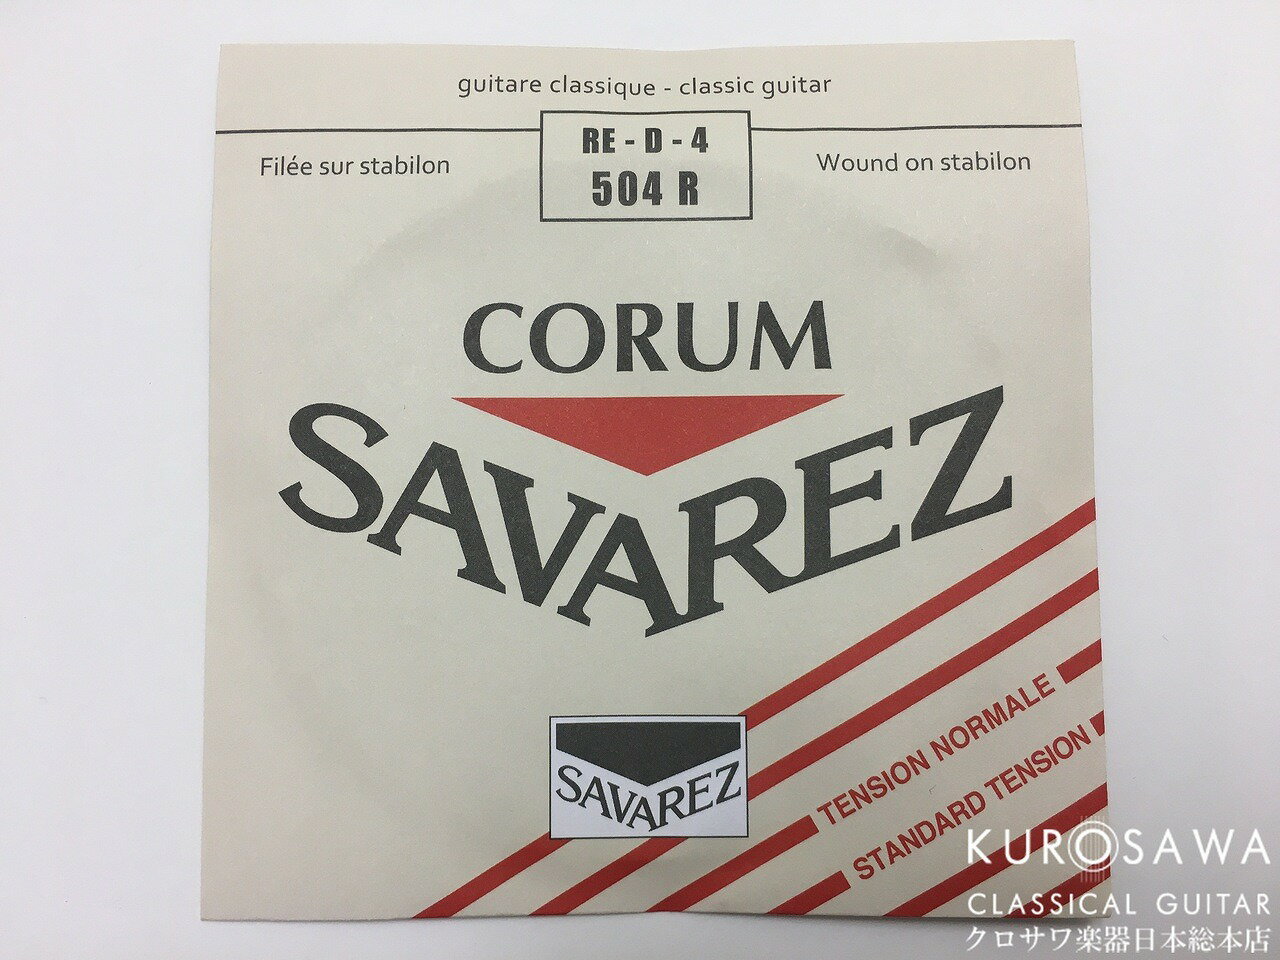 guitare classique - classic guitar
RE - D - 4
504 R
Filée sur stabilon
Wound on stabilon
CORUM
SAVAREZ
TENSION NORMALE
STANDARD TENSION
SAVAREZ
KUROSAWA
CLASSICAL GUITAR
クロサワ楽器日本総本店